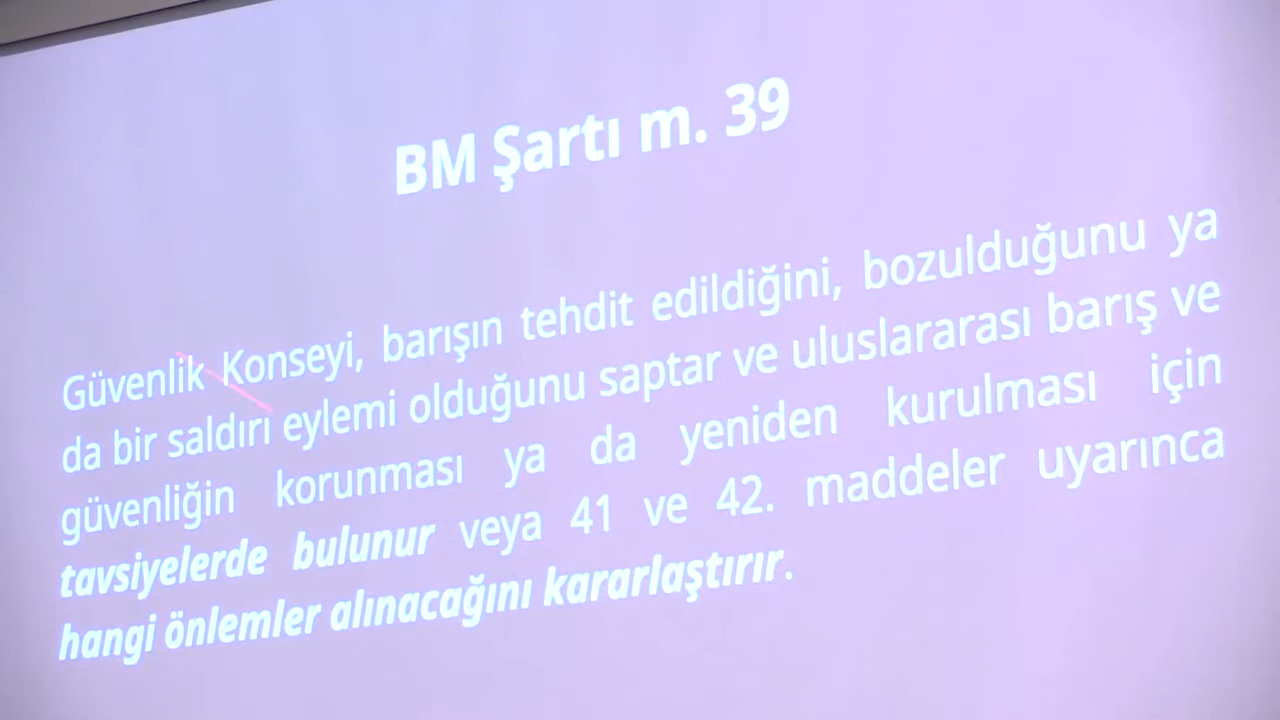 BM Şartı m. 39
Güvenlik Konseyi, barışın tehdit edildiğini, bozulduğunu ya
da bir saldırı eylemi olduğunu saptar ve uluslararası barış ve
güvenliğin korunması ya da yeniden kurulması için
tavsiyelerde bulunur veya 41 ve 42. maddeler uyarınca
hangi önlemler alınacağını kararlaştırır.